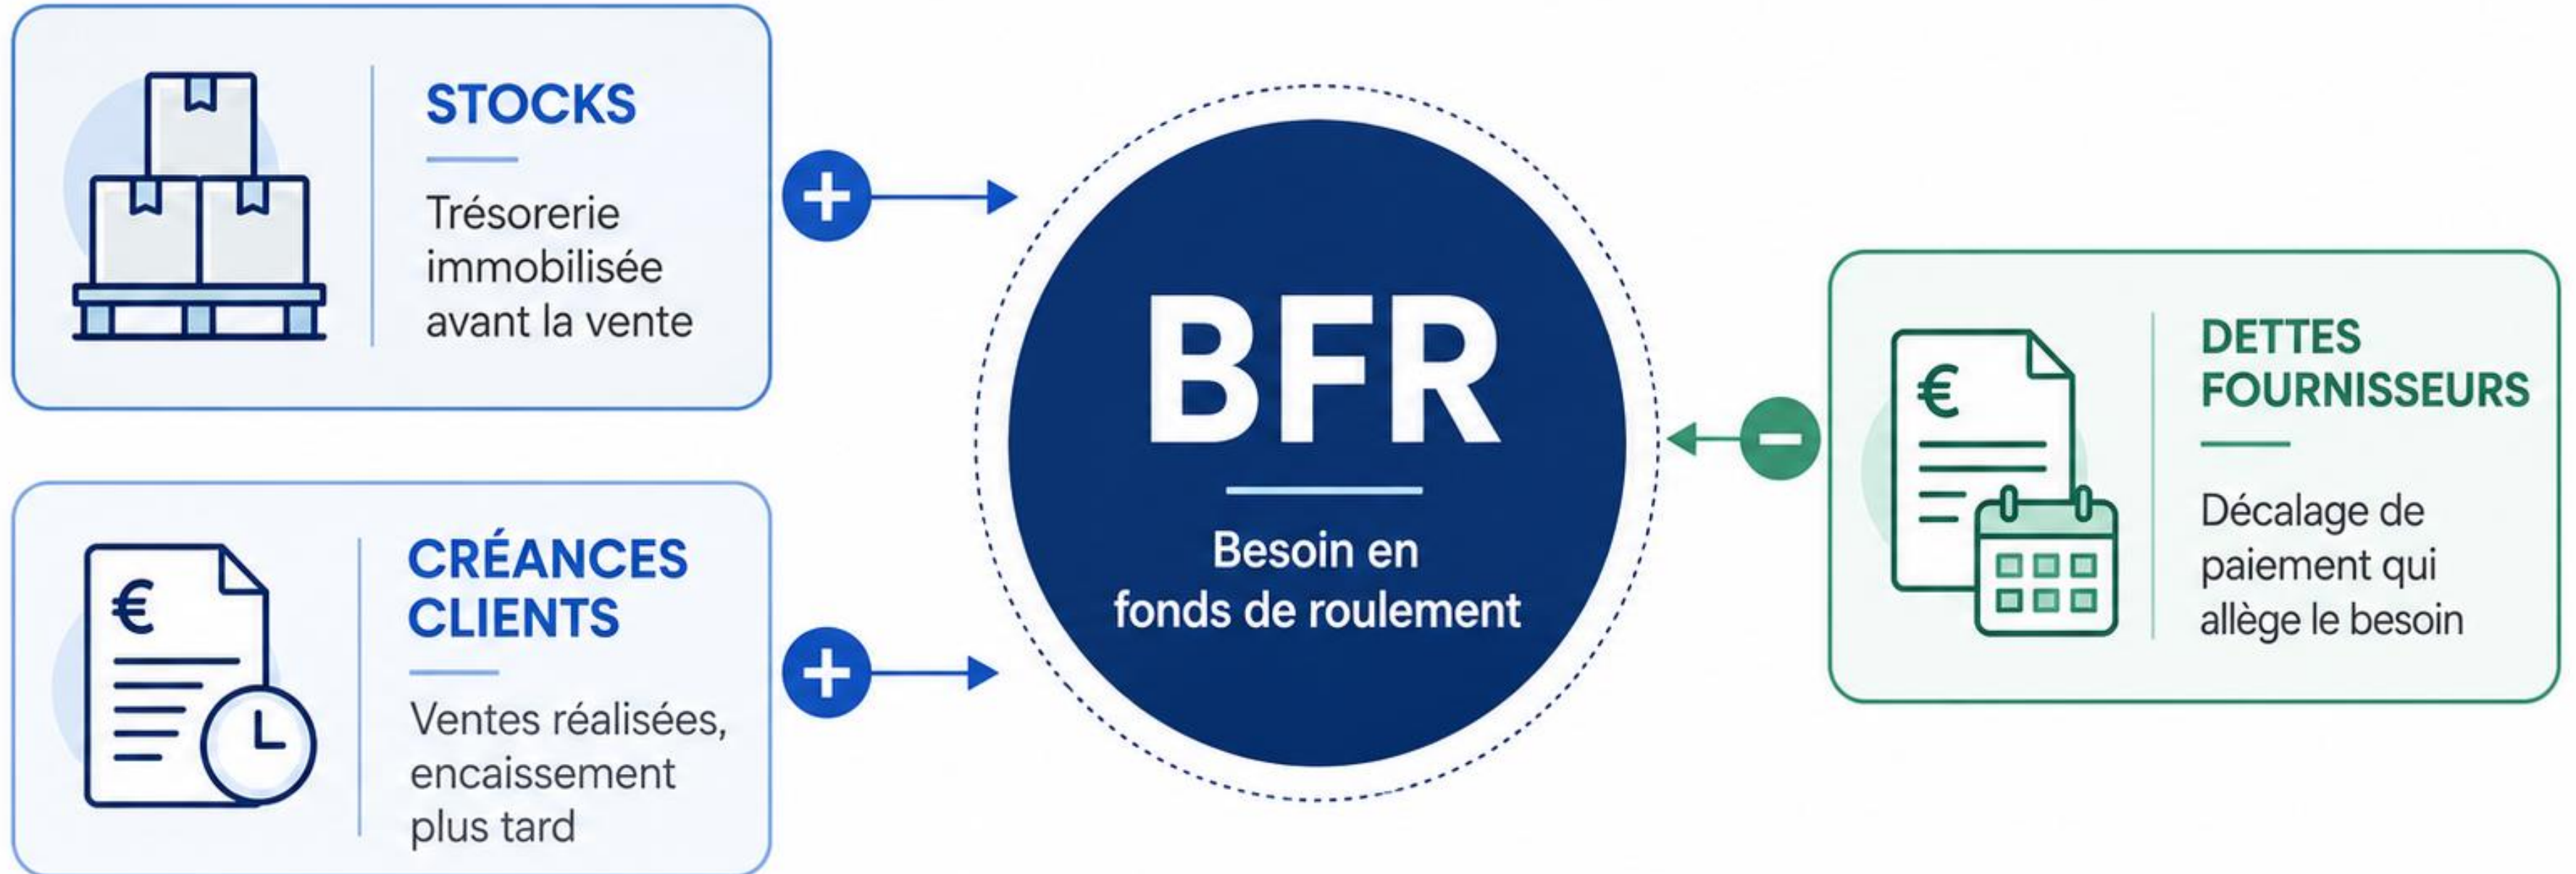 STOCKS
Trésorerie
immobilisée
avant la vente
CRÉANCES
CLIENTS
Ventes réalisées,
encaissement
plus tard
BFR
Besoin en
fonds de roulement
DETTES
FOURNISSEURS
Décalage de
paiement qui
allège le besoin